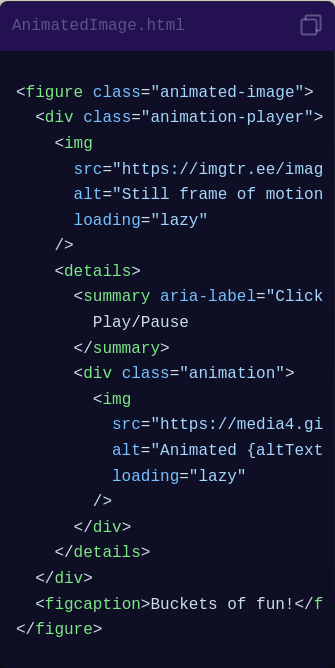 AnimatedImage.html
<figure class="animated-image">
  <div class="animation-player">
    <img
      src="https://imgtr.ee/imag
      alt="Still frame of motion
      loading="lazy"
    />
    <details>
      <summary aria-label="Click
        Play/Pause
      </summary>
      <div class="animation">
        <img
          src="https://media4.gi
          alt="Animated {altText
          loading="lazy"
        />
      </div>
    </details>
  </div>
  <figcaption>Buckets of fun!</f
</figure>